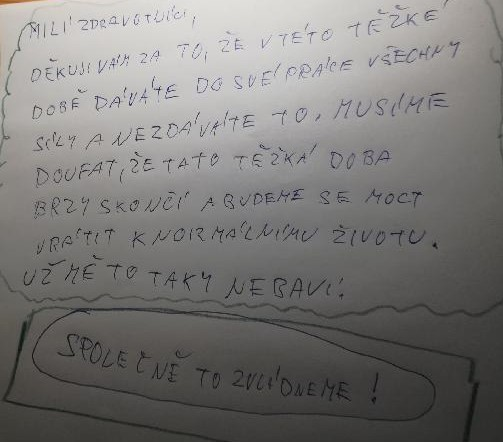 MILÍ ZDRAVOTNÍCI,
DĚKUSI VÁM ZA TO, ŽE V TÉTO TĚŽKÉ
DOBĚ DÁVÁTE DO SVÉ PRÁCE VŠECHNY
SÍLY A NEZDÁVÁITE TO. MUSÍME
DOUFAT, ŽE TATO TĚŽKÁ DOBA
BRZY SKONČÍ A BUDEME SE MOCT
VRÁTIT K NORMÁLNÍMU ŽIVOTU.
UŽ MĚ TO TAKY NEBAVÍ.
SPOLEČNĚ TO ZVLÁDNEME!